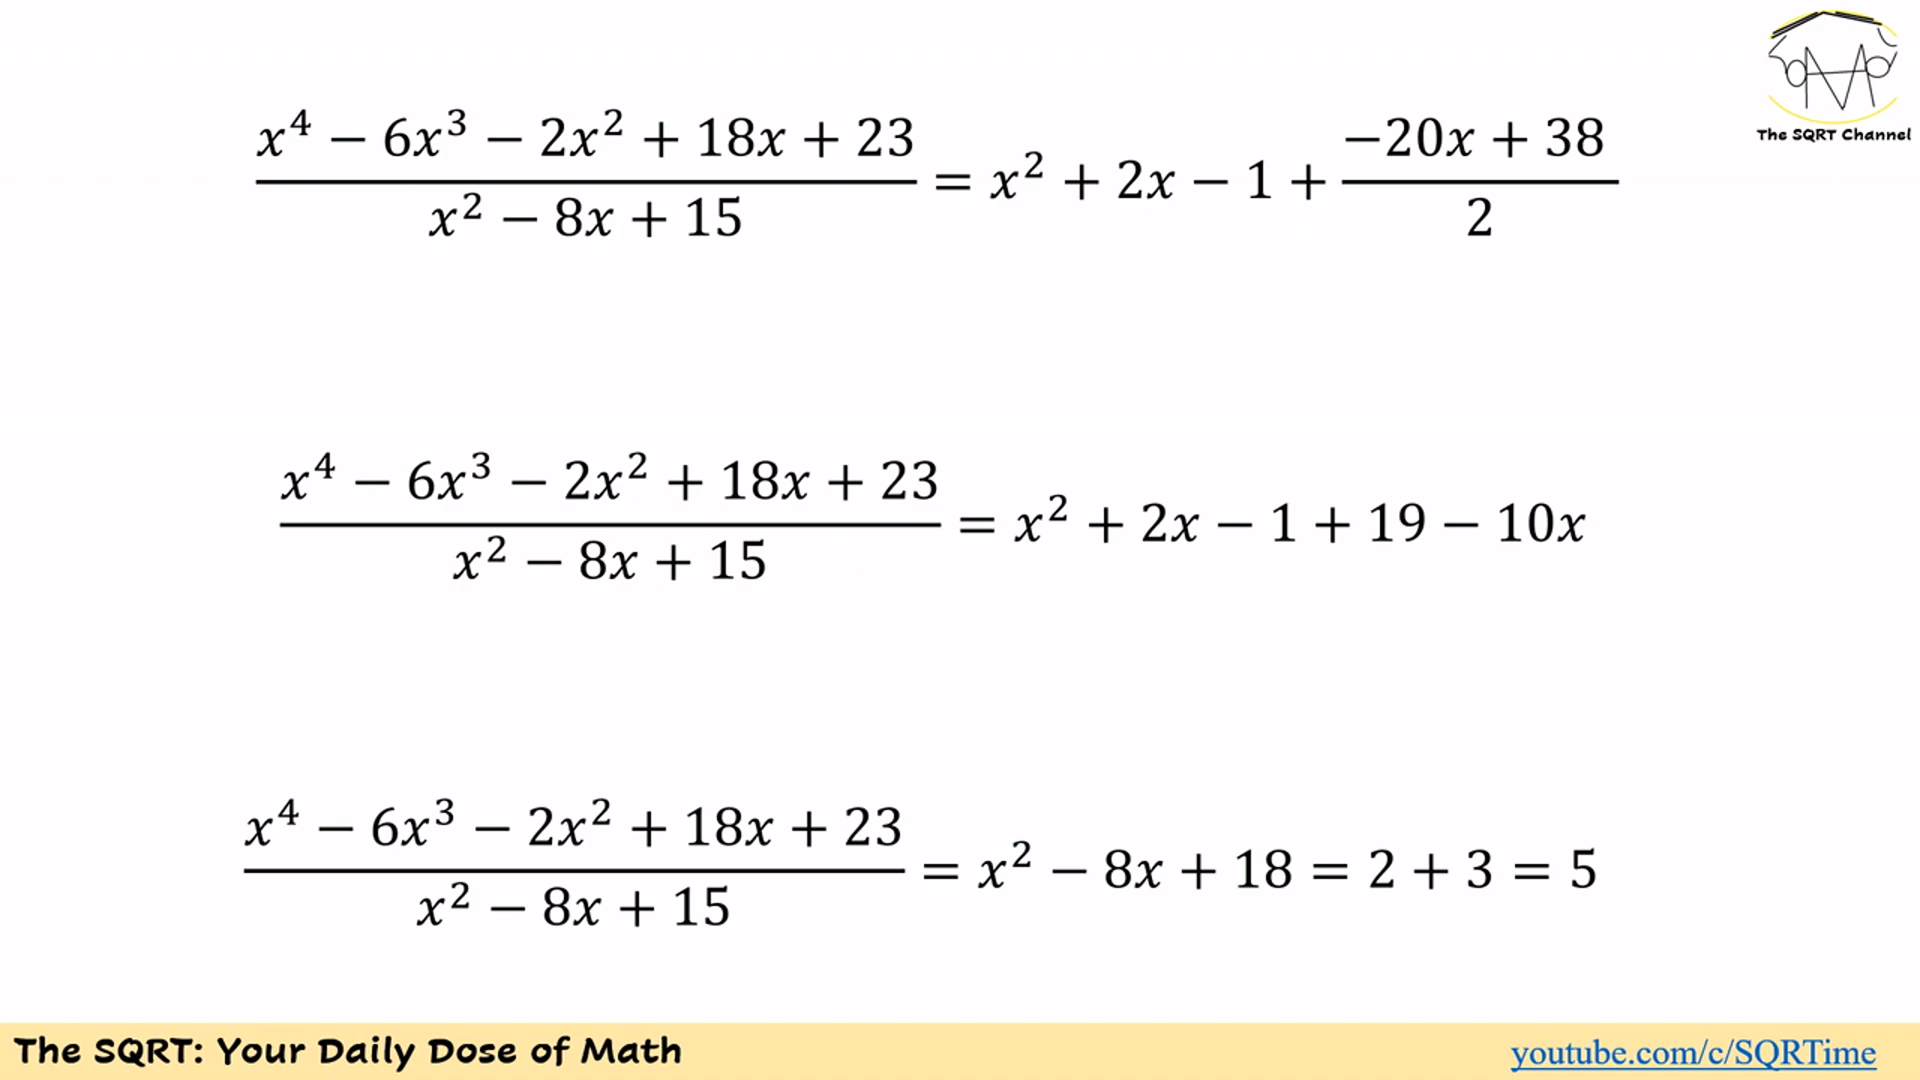 The SQRT Channel
x⁴ − 6x³ − 2x² + 18x + 23
x² − 8x + 15
= x² + 2x − 1 +
−20x + 38
2
x⁴ − 6x³ − 2x² + 18x + 23
x² − 8x + 15
= x² + 2x − 1 + 19 − 10x
x⁴ − 6x³ − 2x² + 18x + 23
x² − 8x + 15
= x² − 8x + 18 = 2 + 3 = 5
The SQRT: Your Daily Dose of Math
youtube.com/c/SQRTime